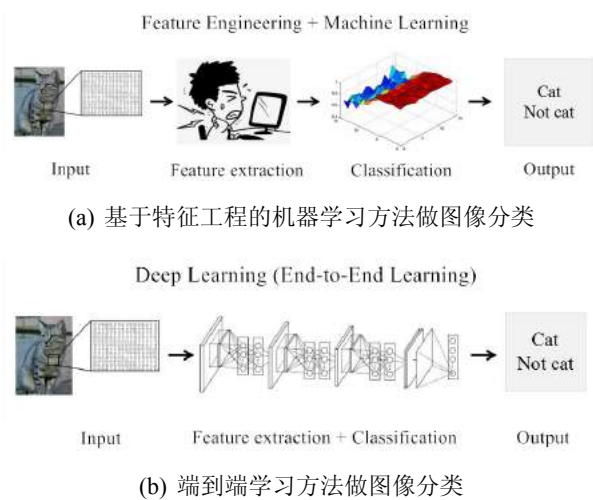 Feature Engineering + Machine Learning
Cat
Not cat
Input
Feature extraction
Classification
Output
(a) 基于特征工程的机器学习方法做图像分类
Deep Learning (End-to-End Learning)
Cat
Not cat
Input
Feature extraction + Classification
Output
(b) 端到端学习方法做图像分类